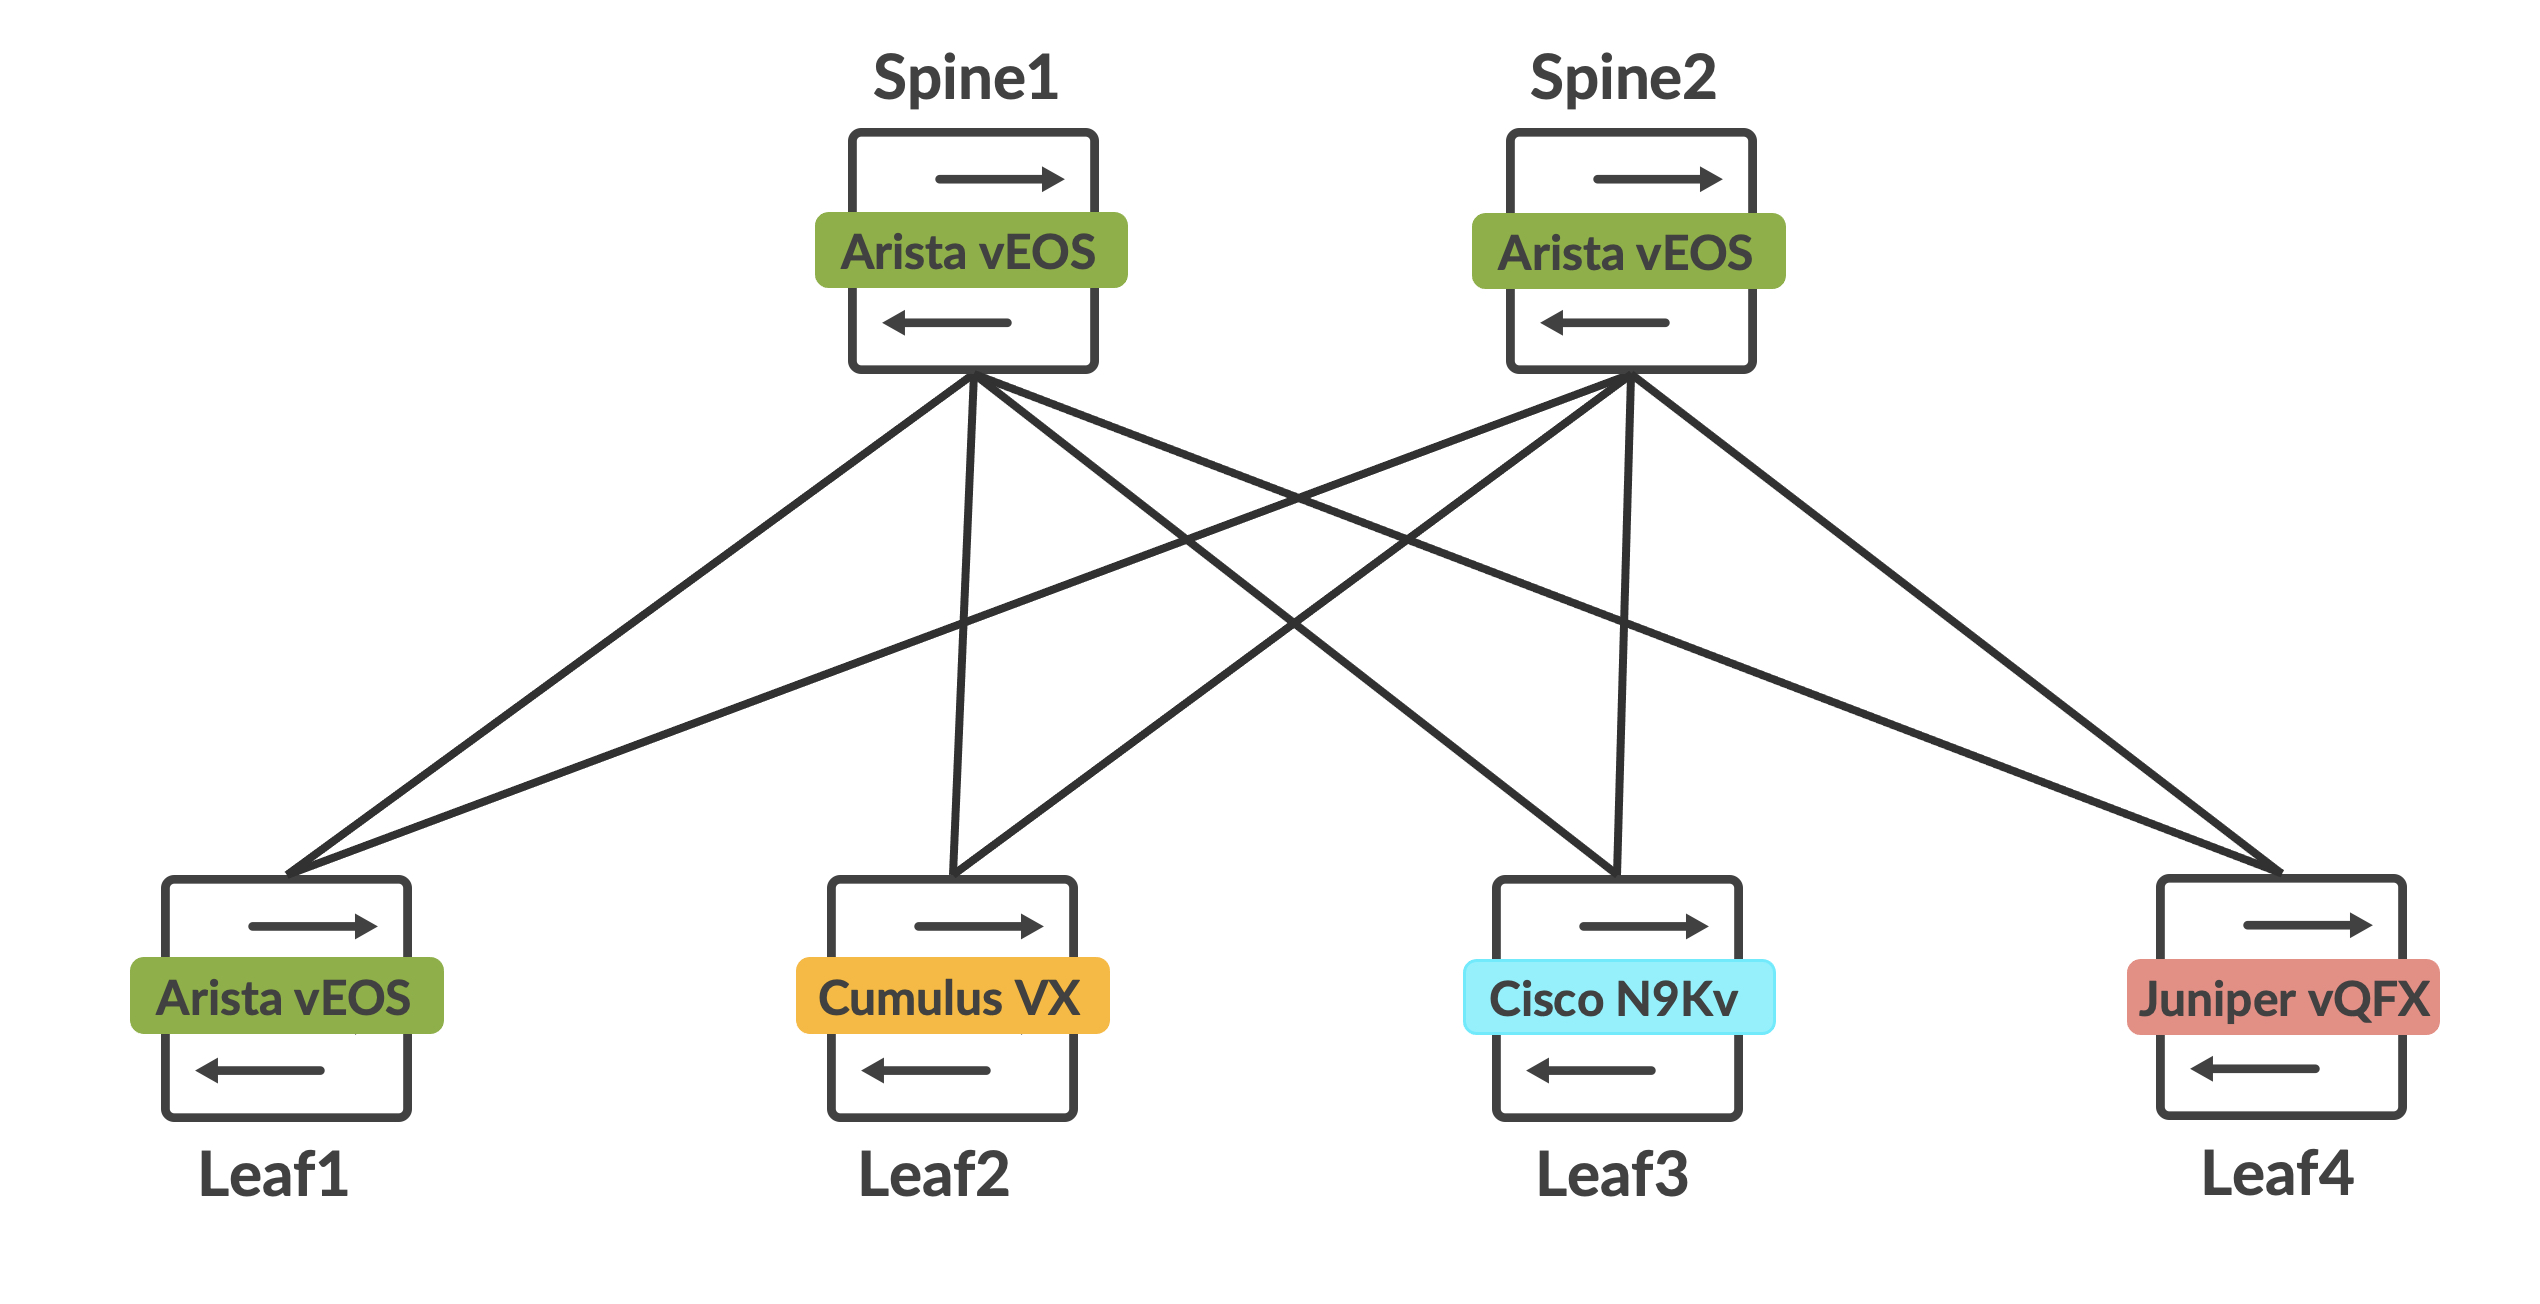 Spine1
Spine2
Arista vEOS
Arista vEOS
Arista vEOS
Cumulus VX
Cisco N9Kv
Juniper vQFX
Leaf1
Leaf2
Leaf3
Leaf4